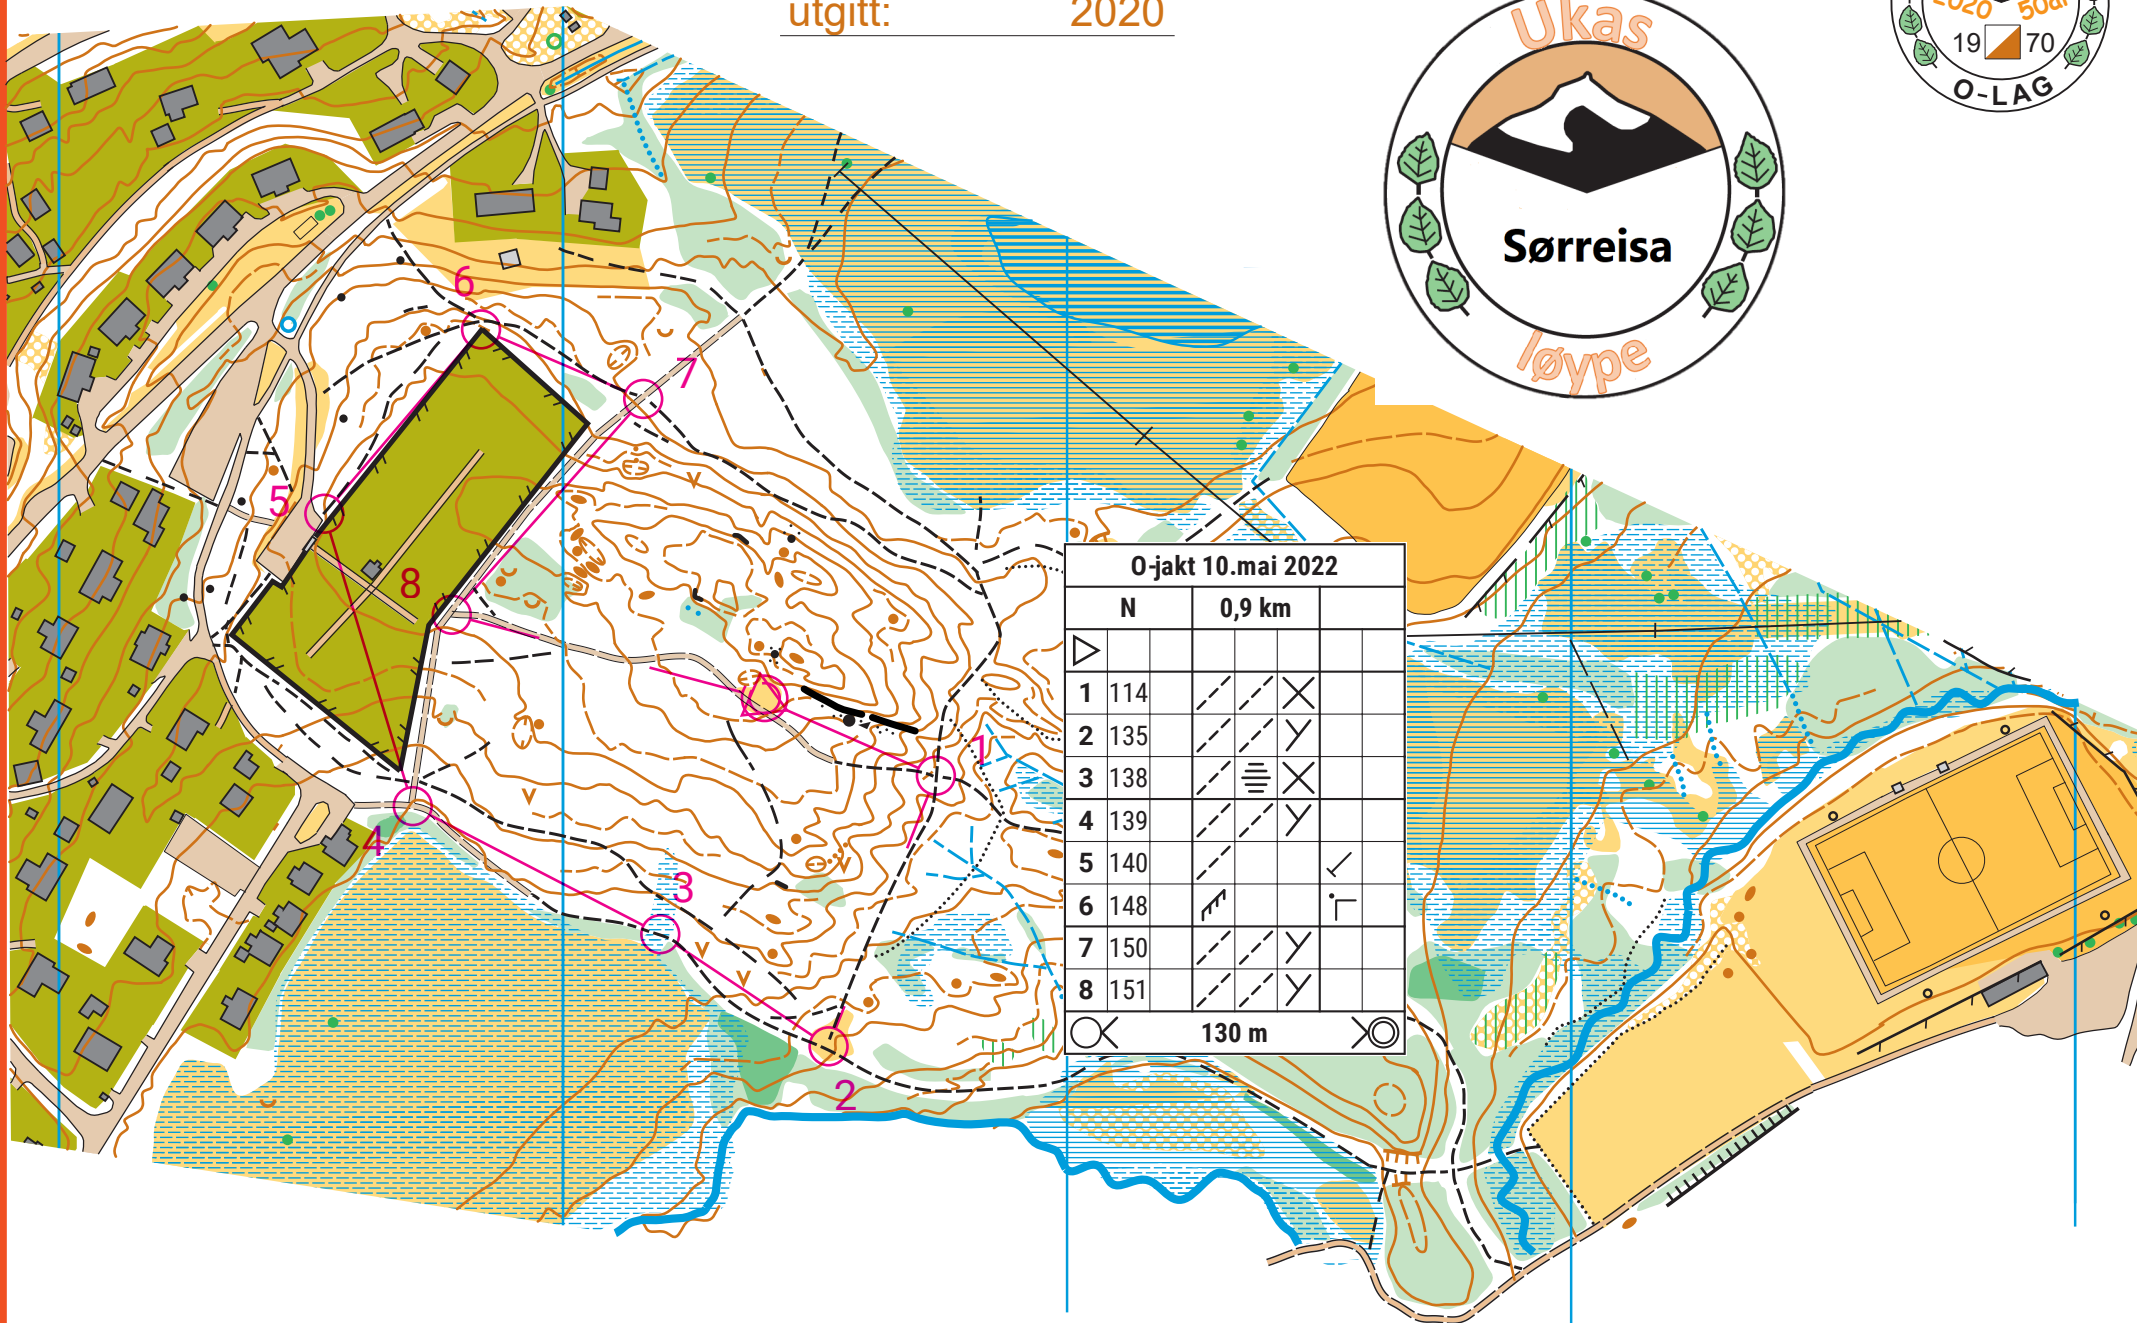 utgitt: 2020
Ukas
Sørreisa
løype
2020 50år
19 70
O-LAG
6
7
5
8
1
4
3
2
O-jakt 10.mai 2022
N 0,9 km
1 114
2 135
3 138
4 139
5 140
6 148
7 150
8 151
130 m